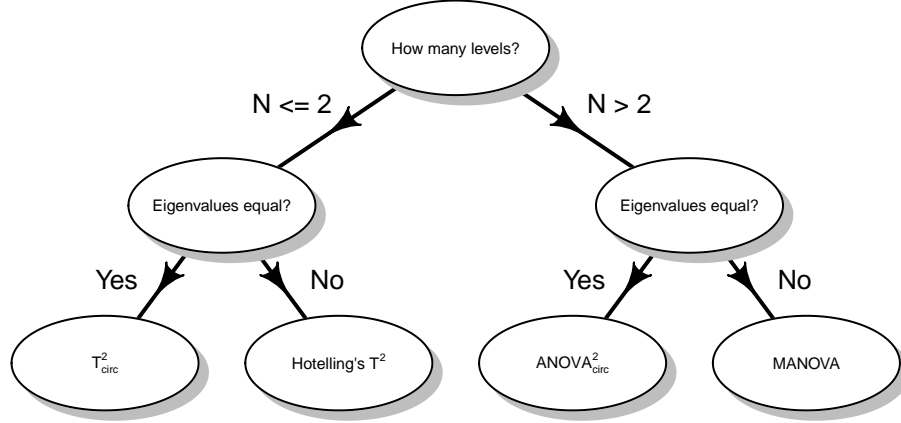 How many levels?
N <= 2
N > 2
Eigenvalues equal?
Eigenvalues equal?
Yes
No
Yes
No
T²circ
Hotelling's T²
ANOVA²circ
MANOVA